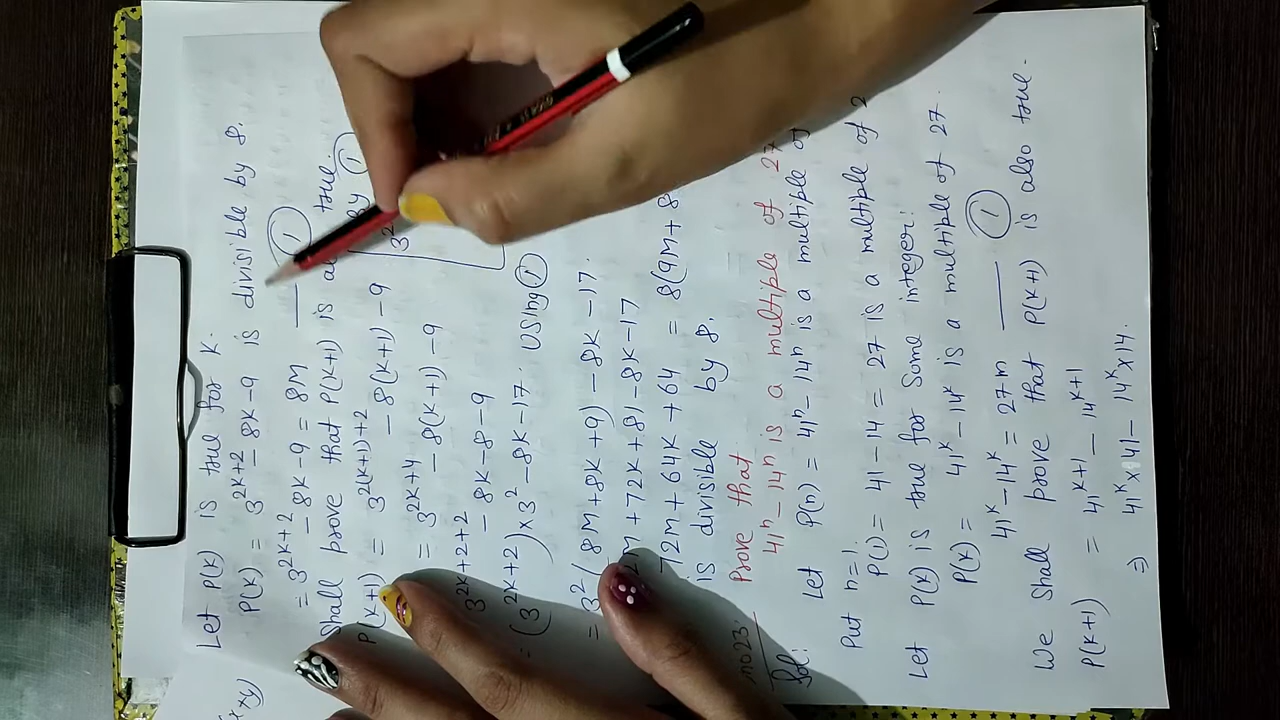 Let P(k) is true for k.
P(k) = 3^{2k+2} - 8k - 9 is divisible by 8.
= 3^{2k+2} - 8k - 9 = 8M — ①
Shall prove that P(k+1) is true.
P(k+1) = 3^{2(k+1)+2} - 8(k+1) - 9
by ①
= 3^{2k+4} - 8(k+1) - 9
3^{2k+2+2} - 8k - 8 - 9
= (3^{2k+2}) × 3^2 - 8k - 17. Using ①
= 3^2 (8M + 8k + 9) - 8k - 17.
M + 72k + 81 - 8k - 17
72M + 64k + 64 = 8(9M + 8
is divisible by 8.
no 23. Prove that
41^n - 14^n is a multiple of 27
Sol: Let P(n) = 41^n - 14^n is a multiple of
Put n = 1.
P(1) = 41 - 14 = 27 is a multiple of 2
Let P(k) is true for some integer.
P(k) = 41^k - 14^k is a multiple of 27.
41^k - 14^k = 27m — ①
We Shall prove that P(k+1) is also true.
P(k+1) = 41^{k+1} - 14^{k+1}
⇒ 41^k × 41 - 14^k × 14.